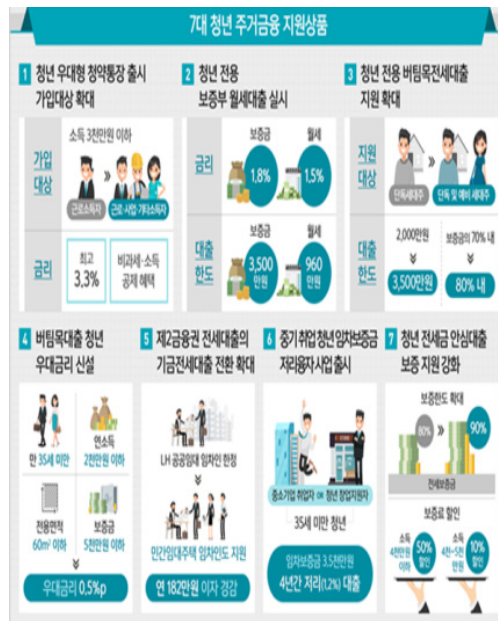 7대 청년 주거금융 지원상품
1 청년 우대형 청약통장 출시
가입대상 확대
가입
대상
소득 3천만원 이하
근로소득자
근로·사업·기타소득자
금리
최고
3.3%
비과세·소득
공제 혜택
2 청년 전용
보증부 월세대출 실시
금리
보증금
1.8%
월세
1.5%
대출
한도
보증금
3,500
만원
월세
960
만원
3 청년 전용 버팀목전세대출
지원 확대
지원
대상
단독세대주
단독 및 예비 세대주
대출
한도
2,000만원
3,500만원
보증금의 70% 내
80% 내
4 버팀목대출 청년
우대금리 신설
만 35세 미만
연소득
2천만원 이하
전용면적
60m² 이하
보증금
5천만원 이하
우대금리 0.5%p
5 제2금융권 전세대출의
기금전세대출 전환 확대
LH 공공임대 임차인 한정
민간임대주택 임차인도 지원
연 182만원 이자 경감
6 중기 취업 청년 임차보증금
저리융자 사업 출시
중소기업 취업자 OR 청년 창업지원자
35세 미만 청년
임차보증금 3.5천만원
4년간 저리(1.2%) 대출
7 청년 전세금 안심대출
보증 지원 강화
보증한도 확대
80%
90%
전세보증금
보증료 할인
소득
4천만원
이하
50%
할인
소득
4천~5천
만원
10%
할인